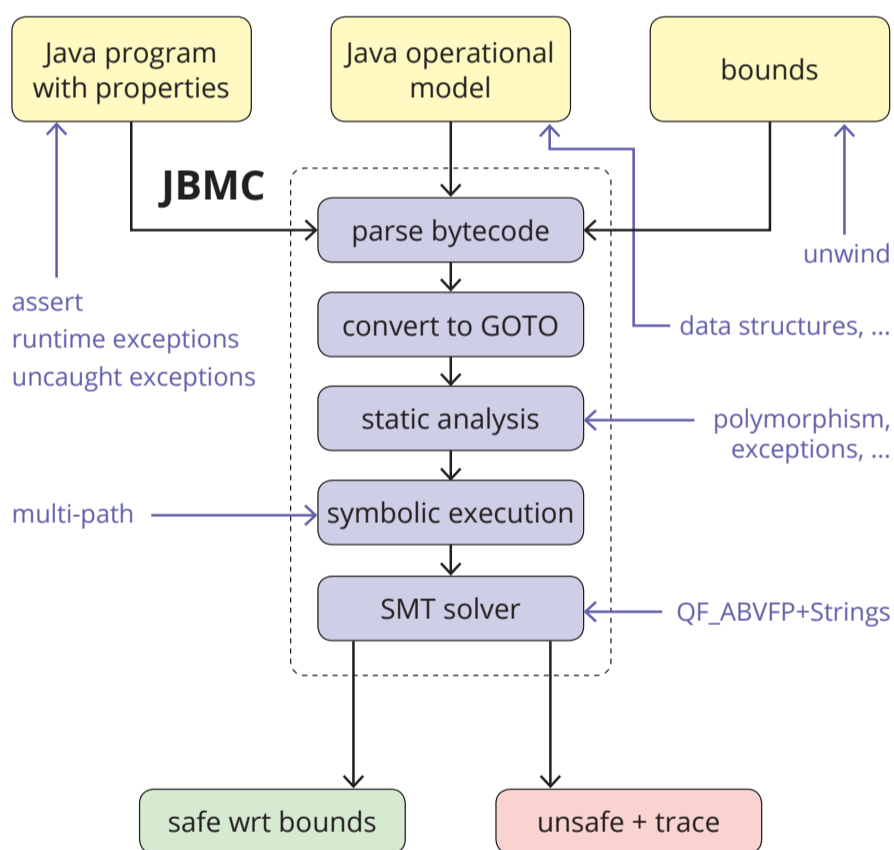 Java program
with properties
Java operational
model
bounds
JBMC
parse bytecode
unwind
assert
runtime exceptions
uncaught exceptions
convert to GOTO
data structures, ...
static analysis
polymorphism,
exceptions, ...
multi-path
symbolic execution
SMT solver
QF_ABVFP+Strings
safe wrt bounds
unsafe + trace